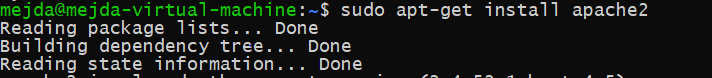 mejda@mejda-virtual-machine:~$ sudo apt-get install apache2
Reading package lists... Done
Building dependency tree... Done
Reading state information... Done